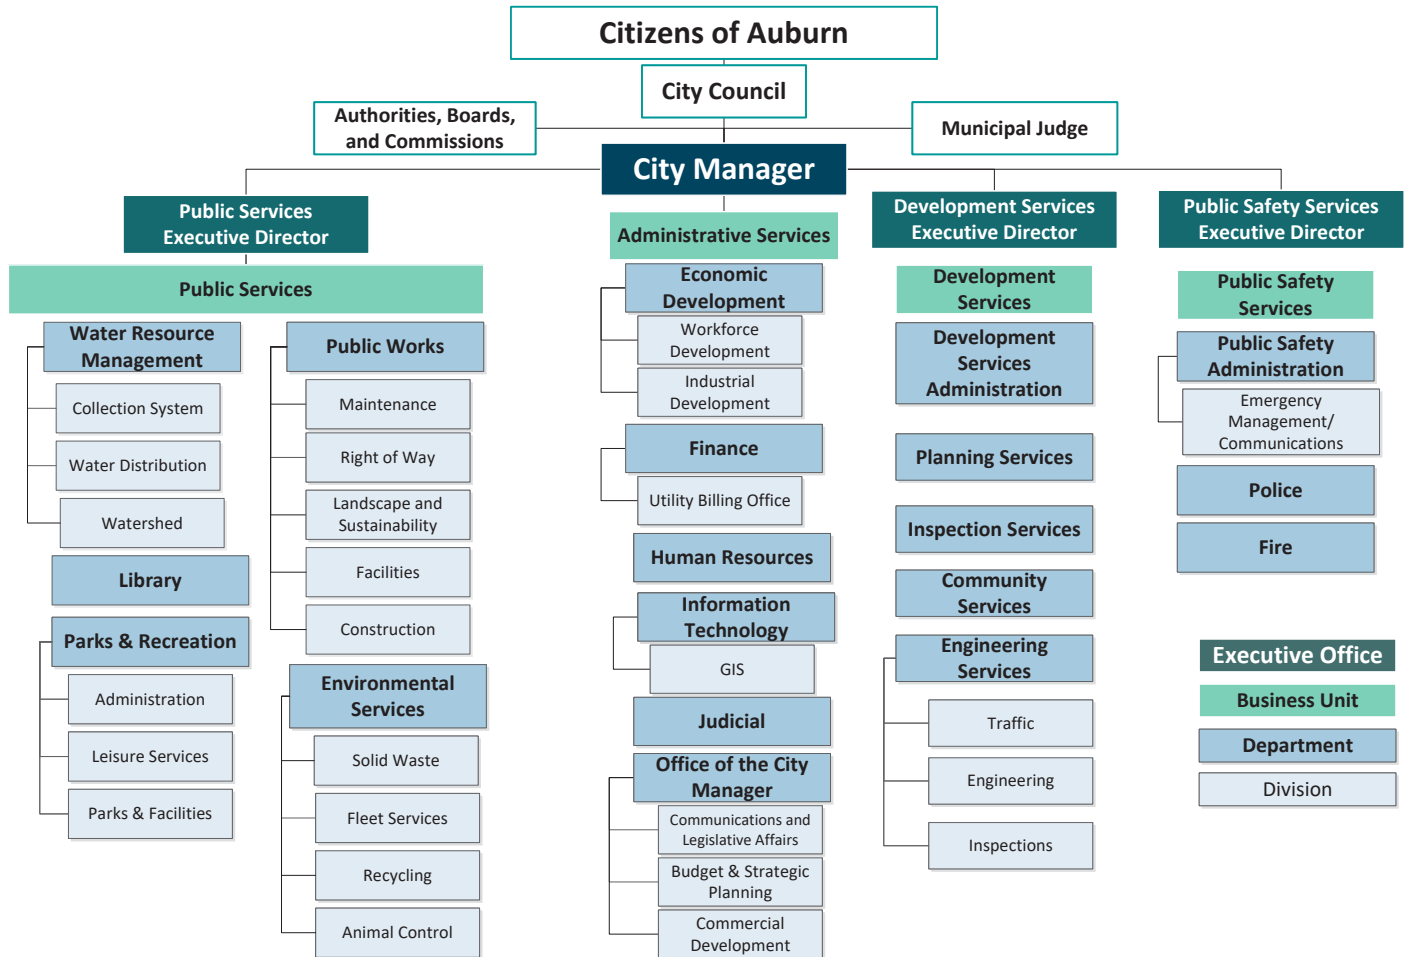 Citizens of Auburn
City Council
Authorities, Boards,
and Commissions
Municipal Judge
City Manager
Public Services
Executive Director
Public Services
Water Resource
Management
Collection System
Water Distribution
Watershed
Library
Parks & Recreation
Administration
Leisure Services
Parks & Facilities
Public Works
Maintenance
Right of Way
Landscape and
Sustainability
Facilities
Construction
Environmental
Services
Solid Waste
Fleet Services
Recycling
Animal Control
Administrative Services
Economic
Development
Workforce
Development
Industrial
Development
Finance
Utility Billing Office
Human Resources
Information
Technology
GIS
Judicial
Office of the City
Manager
Communications and
Legislative Affairs
Budget & Strategic
Planning
Commercial
Development
Development Services
Executive Director
Development
Services
Development
Services
Administration
Planning Services
Inspection Services
Community
Services
Engineering
Services
Traffic
Engineering
Inspections
Public Safety Services
Executive Director
Public Safety
Services
Public Safety
Administration
Emergency
Management/
Communications
Police
Fire
Executive Office
Business Unit
Department
Division